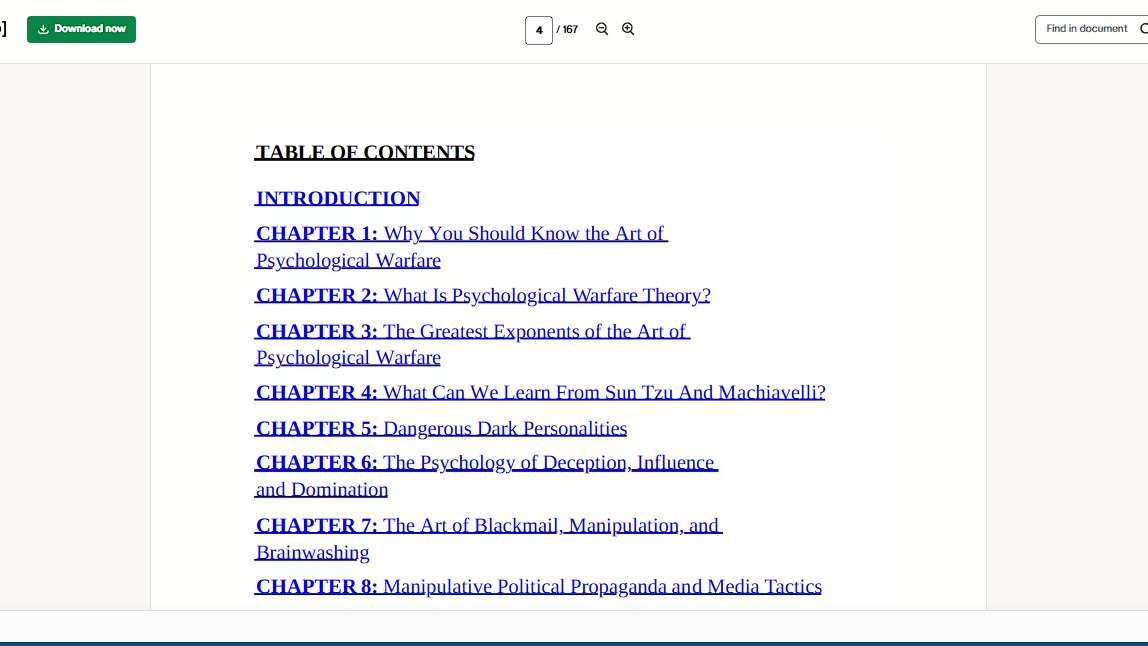 ]
Download now
4 / 167
Find in document
TABLE OF CONTENTS
INTRODUCTION
CHAPTER 1: Why You Should Know the Art of
Psychological Warfare
CHAPTER 2: What Is Psychological Warfare Theory?
CHAPTER 3: The Greatest Exponents of the Art of
Psychological Warfare
CHAPTER 4: What Can We Learn From Sun Tzu And Machiavelli?
CHAPTER 5: Dangerous Dark Personalities
CHAPTER 6: The Psychology of Deception, Influence
and Domination
CHAPTER 7: The Art of Blackmail, Manipulation, and
Brainwashing
CHAPTER 8: Manipulative Political Propaganda and Media Tactics